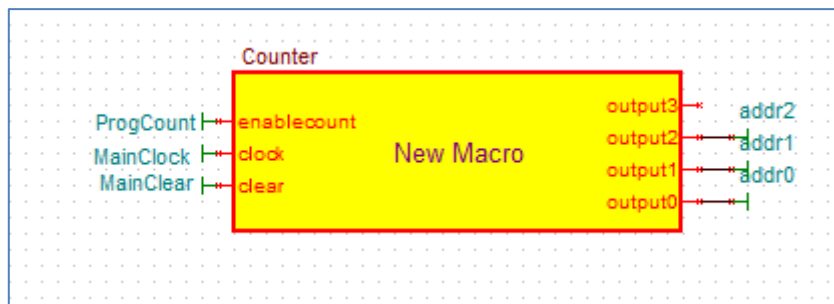 Counter
output3
addr2
ProgCount enablecount
output2
addr1
MainClock clock
New Macro
output1
addr0
MainClear clear
output0